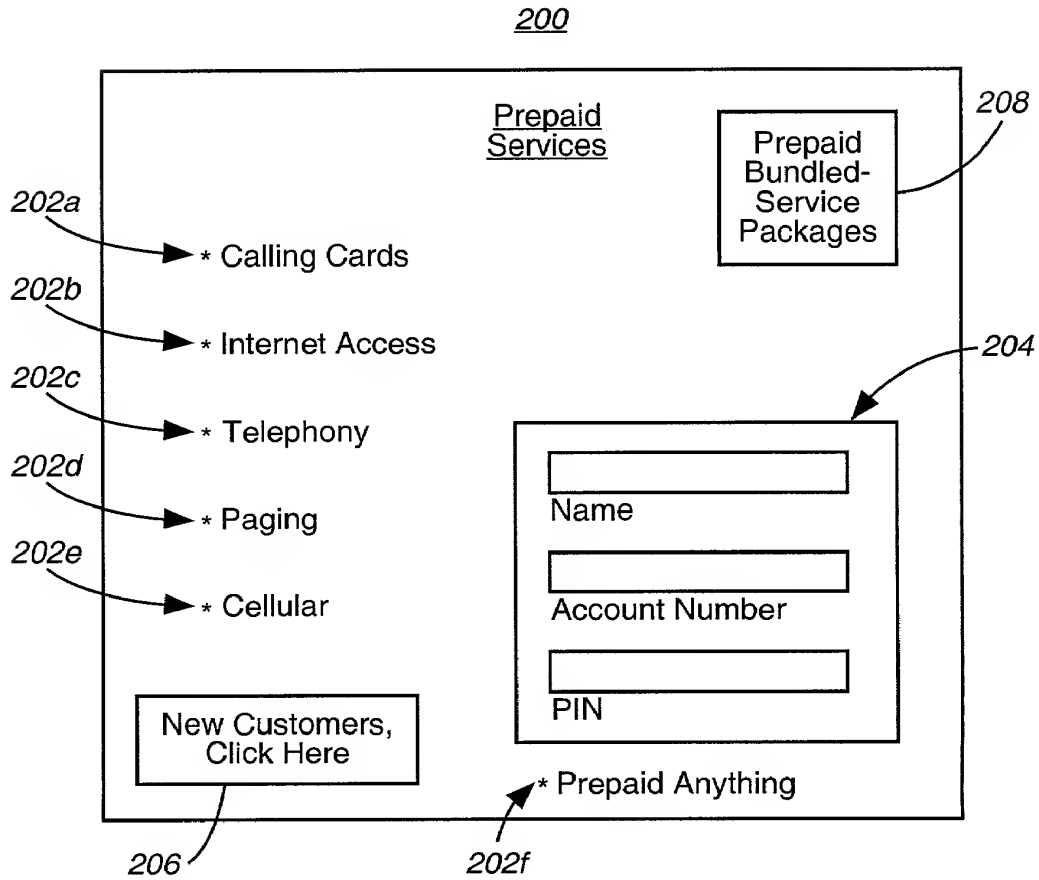 200
Prepaid
Services
208
Prepaid
Bundled-
Service
Packages
202a
* Calling Cards
202b
* Internet Access
204
202c
* Telephony
202d
* Paging
202e
* Cellular
Name
Account Number
PIN
New Customers,
Click Here
* Prepaid Anything
206
202f